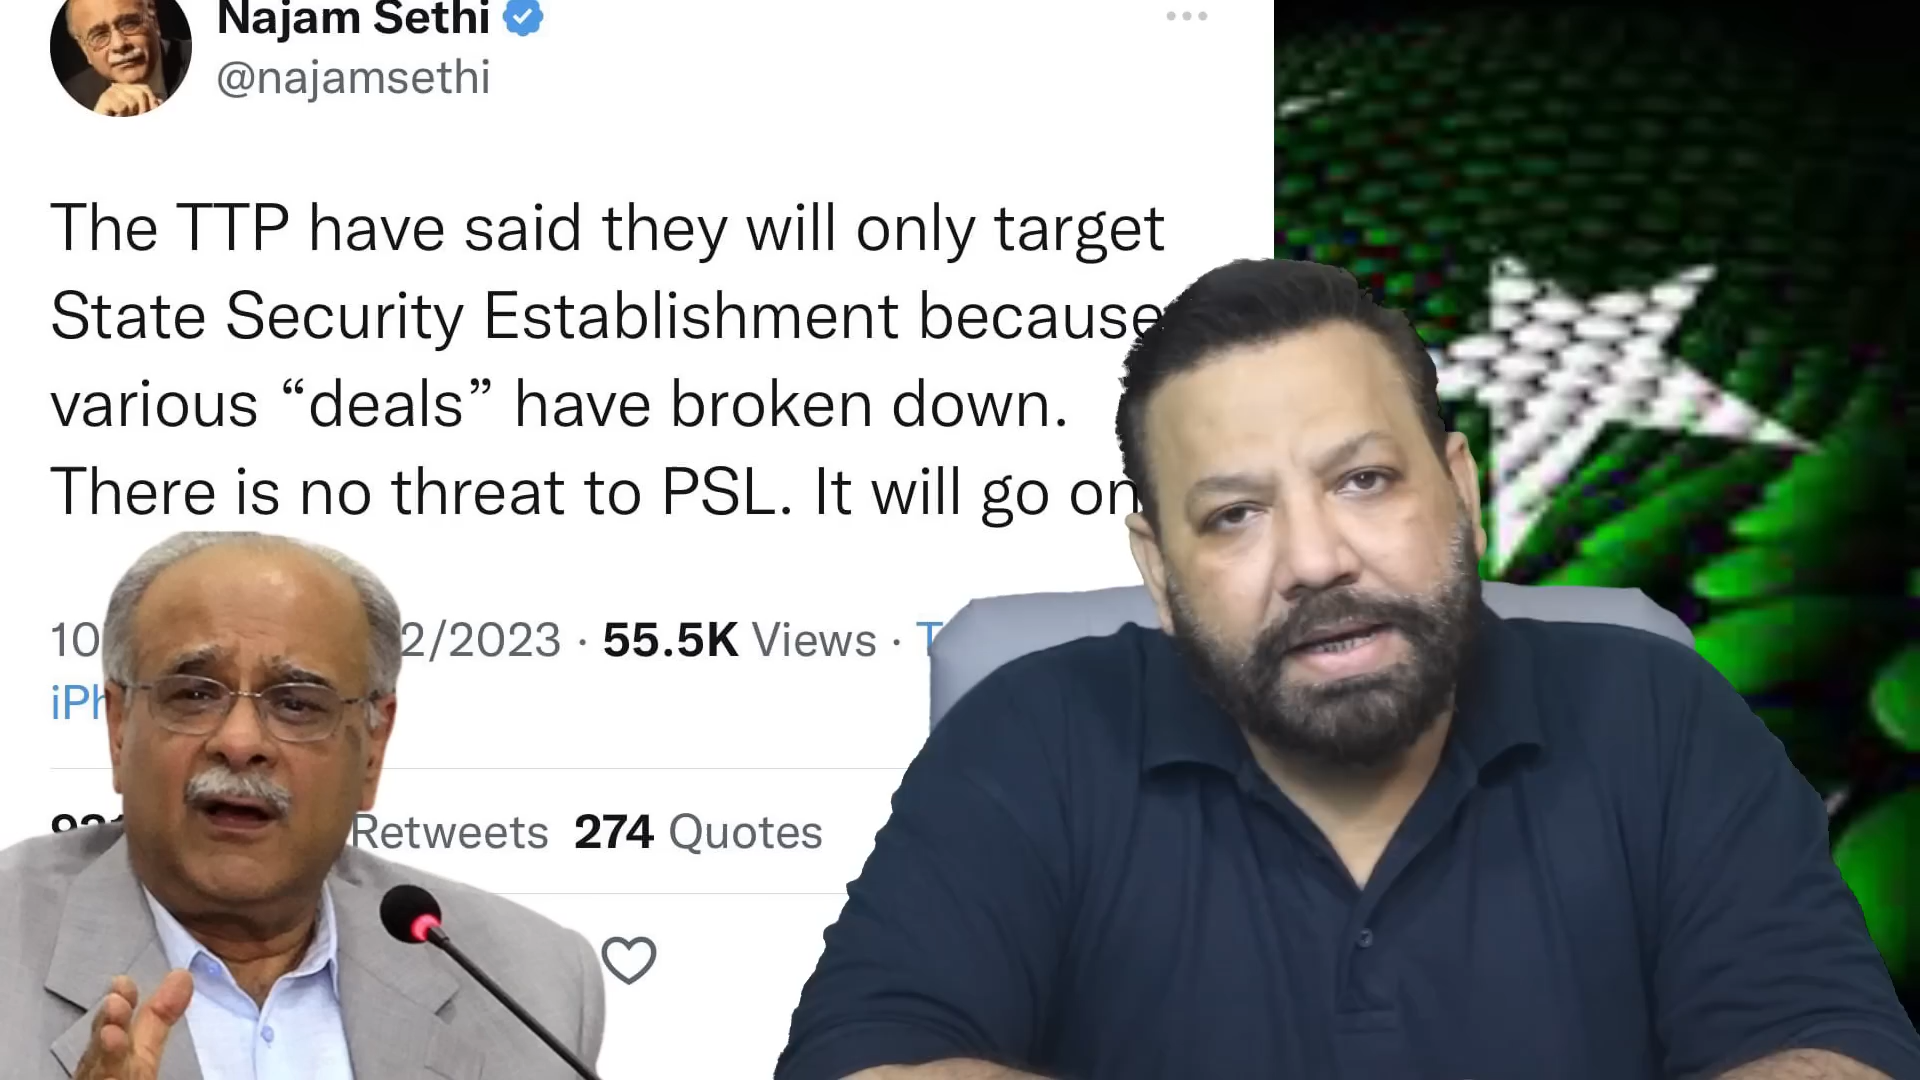 Najam Sethi
@najamsethi
The TTP have said they will only target
State Security Establishment because
various “deals” have broken down.
There is no threat to PSL. It will go on
10 2/2023 · 55.5K Views ·
Retweets 274 Quotes